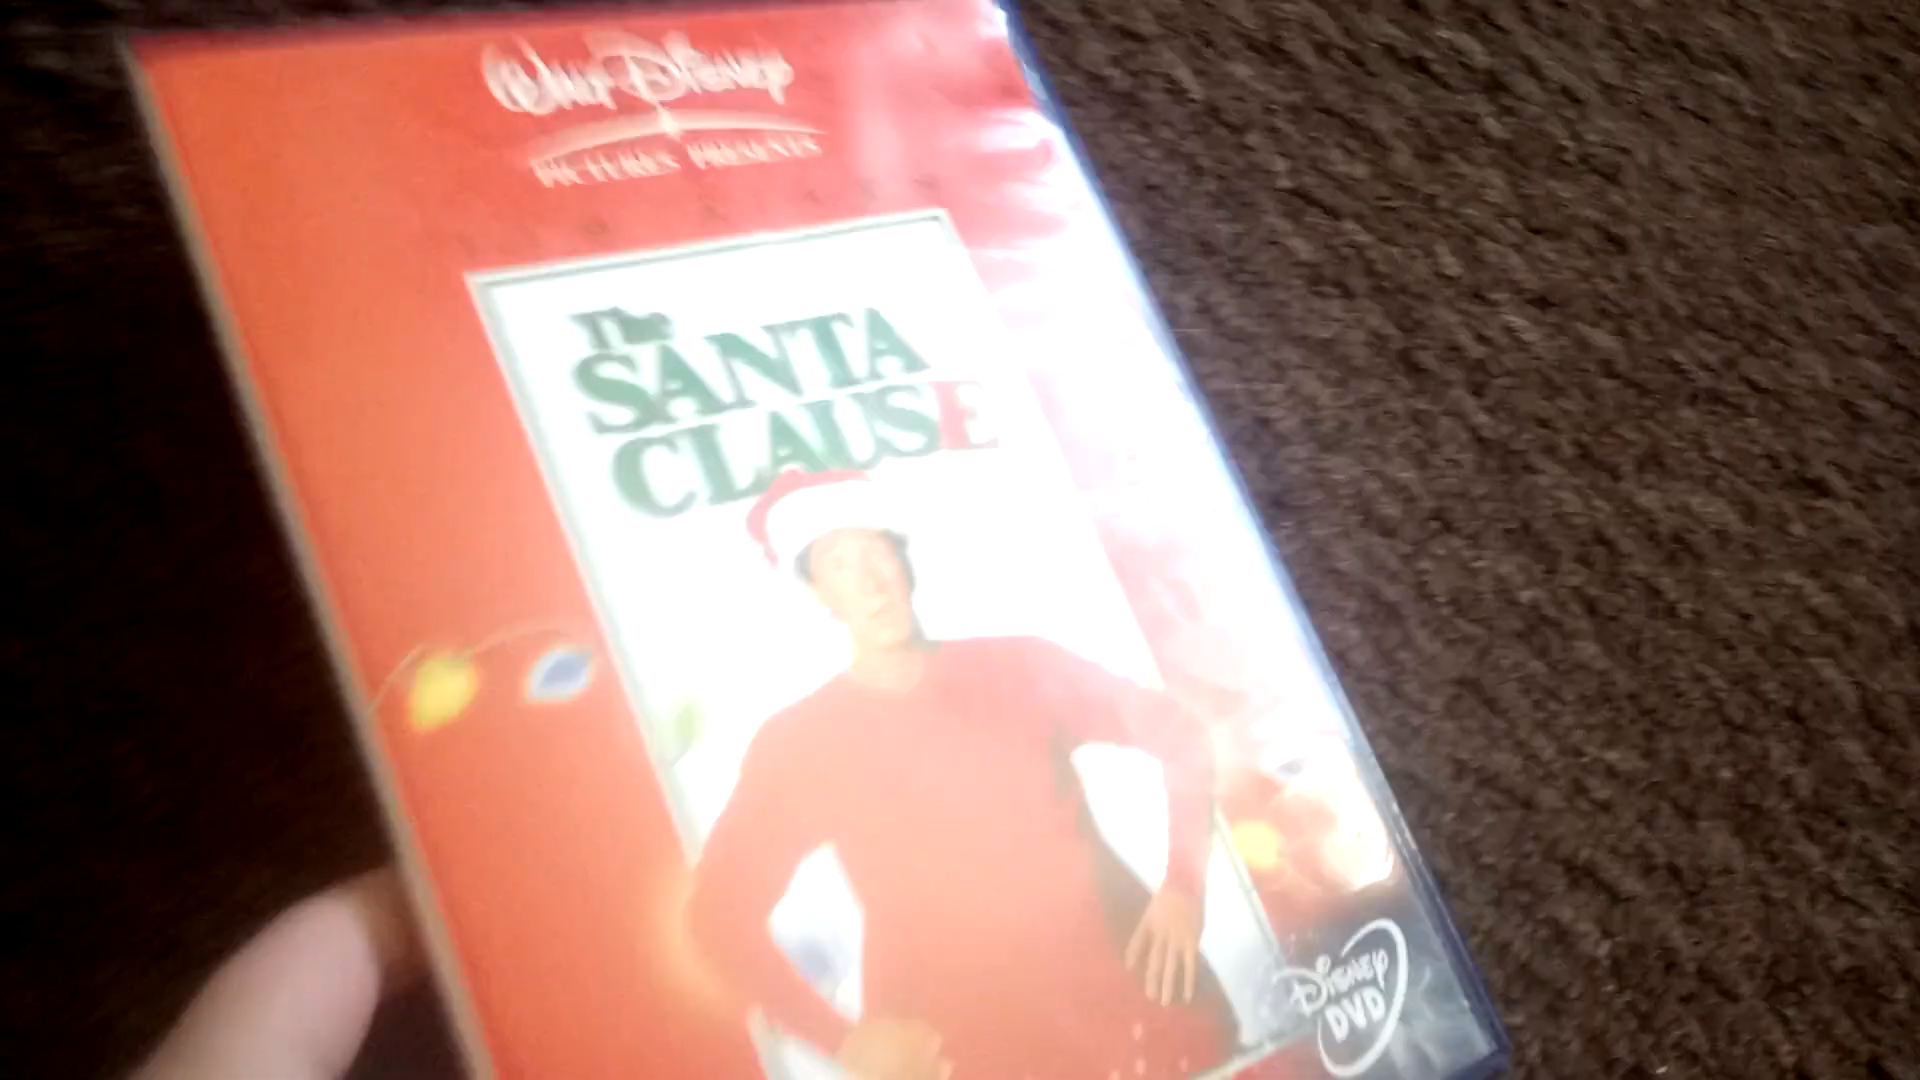 WALT DISNEY
PICTURES PRESENTS
The
SANTA
CLAUSE
DISNEY
DVD